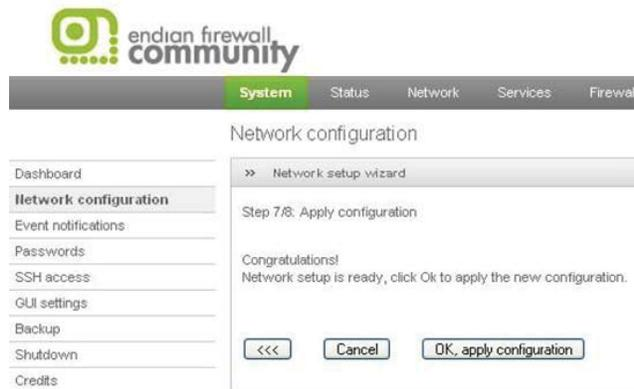 endian firewall
community
System Status Network Services Firewal
Network configuration
Dashboard
Network configuration
Event notifications
Passwords
SSH access
GUI settings
Backup
Shutdown
Credits
>> Network setup wizard
Step 7/8: Apply configuration
Congratulations!
Network setup is ready, click Ok to apply the new configuration.
<<< Cancel OK, apply configuration